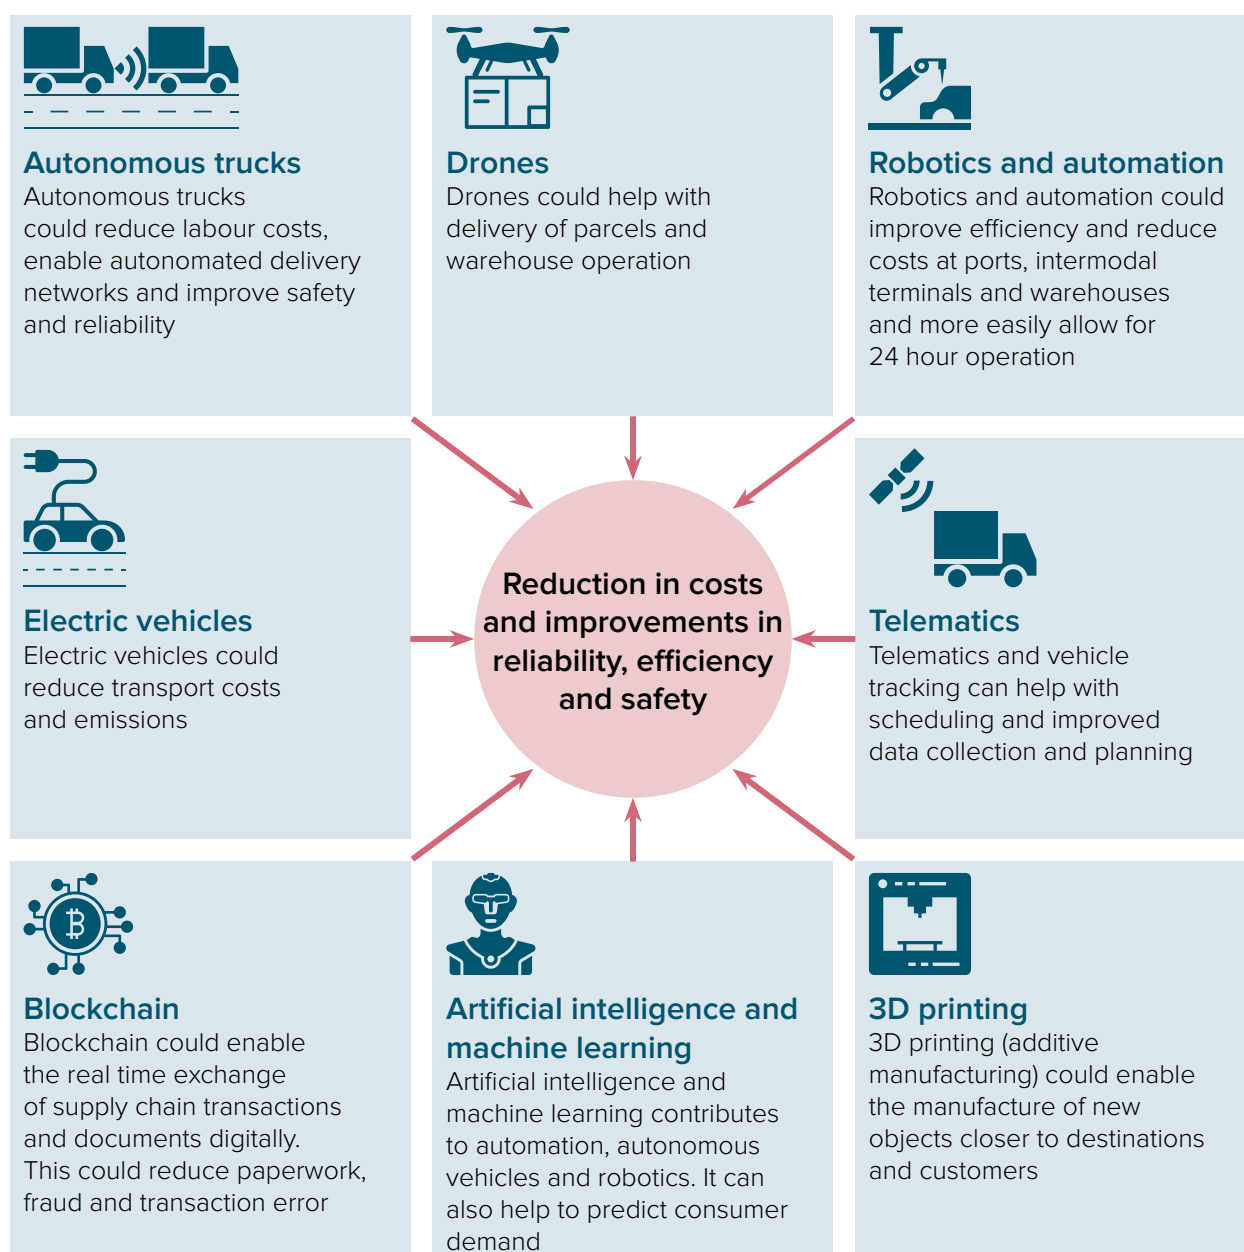 Autonomous trucks
Autonomous trucks
could reduce labour costs,
enable automated delivery
networks and improve safety
and reliability
Drones
Drones could help with
delivery of parcels and
warehouse operation
Robotics and automation
Robotics and automation could
improve efficiency and reduce
costs at ports, intermodal
terminals and warehouses
and more easily allow for
24 hour operation
Electric vehicles
Electric vehicles could
reduce transport costs
and emissions
Reduction in costs
and improvements in
reliability, efficiency
and safety
Telematics
Telematics and vehicle
tracking can help with
scheduling and improved
data collection and planning
Blockchain
Blockchain could enable
the real time exchange
of supply chain transactions
and documents digitally.
This could reduce paperwork,
fraud and transaction error
Artificial intelligence and
machine learning
Artificial intelligence and
machine learning contributes
to automation, autonomous
vehicles and robotics. It can
also help to predict consumer
demand
3D printing
3D printing (additive
manufacturing) could enable
the manufacture of new
objects closer to destinations
and customers